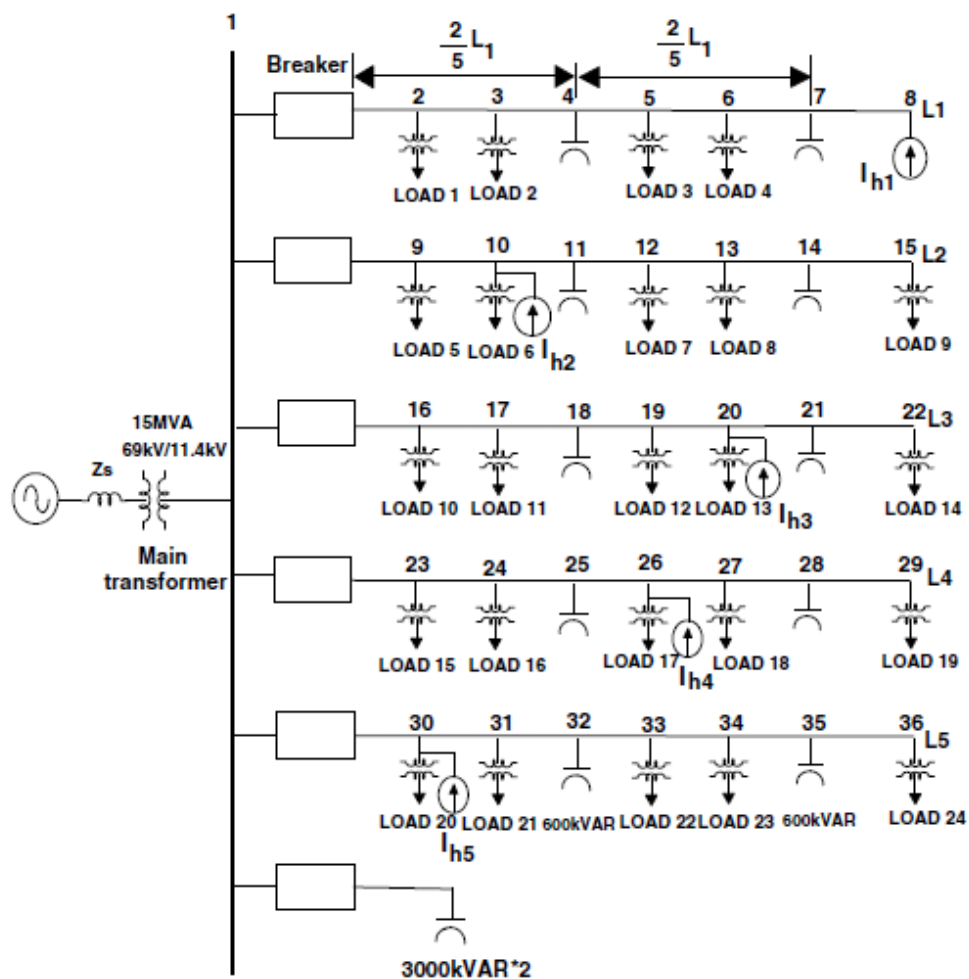 1
Breaker
2/5 L1
2/5 L1
2 3 4 5 6 7 8 L1
LOAD 1 LOAD 2 LOAD 3 LOAD 4 Ih1
9 10 11 12 13 14 15 L2
LOAD 5 LOAD 6 Ih2 LOAD 7 LOAD 8 LOAD 9
16 17 18 19 20 21 22 L3
LOAD 10 LOAD 11 LOAD 12 LOAD 13 Ih3 LOAD 14
15MVA
69kV/11.4kV
Zs
Main
transformer
23 24 25 26 27 28 29 L4
LOAD 15 LOAD 16 LOAD 17 Ih4 LOAD 18 LOAD 19
30 31 32 33 34 35 36 L5
LOAD 20 Ih5 LOAD 21 600kVAR LOAD 22 LOAD 23 600kVAR LOAD 24
3000kVAR*2